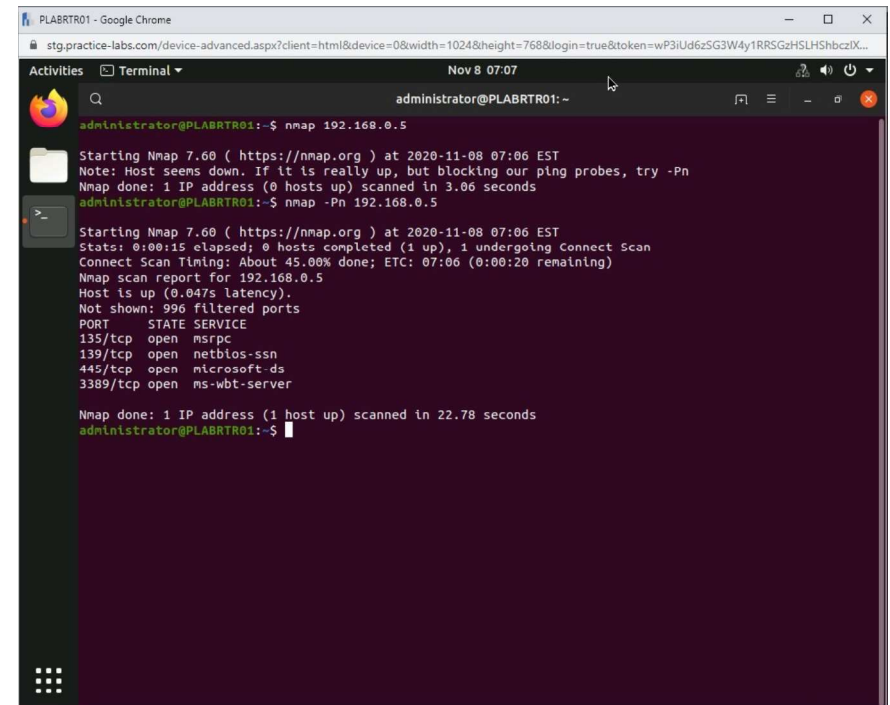 PLABRTR01 - Google Chrome
stg.practice-labs.com/device-advanced.aspx?client=html&device=0&width=1024&height=768&login=true&token=wP3iUd6zSG3W4y1RRSGzHSLHShbczlX...
Activities Terminal Nov 8 07:07
administrator@PLABRTR01: ~
administrator@PLABRTR01:~$ nmap 192.168.0.5
Starting Nmap 7.60 ( https://nmap.org ) at 2020-11-08 07:06 EST
Note: Host seems down. If it is really up, but blocking our ping probes, try -Pn
Nmap done: 1 IP address (0 hosts up) scanned in 3.06 seconds
administrator@PLABRTR01:~$ nmap -Pn 192.168.0.5
Starting Nmap 7.60 ( https://nmap.org ) at 2020-11-08 07:06 EST
Stats: 0:00:15 elapsed; 0 hosts completed (1 up), 1 undergoing Connect Scan
Connect Scan Timing: About 45.00% done; ETC: 07:06 (0:00:20 remaining)
Nmap scan report for 192.168.0.5
Host is up (0.047s latency).
Not shown: 996 filtered ports
PORT STATE SERVICE
135/tcp open msrpc
139/tcp open netbios-ssn
445/tcp open microsoft-ds
3389/tcp open ms-wbt-server
Nmap done: 1 IP address (1 host up) scanned in 22.78 seconds
administrator@PLABRTR01:~$